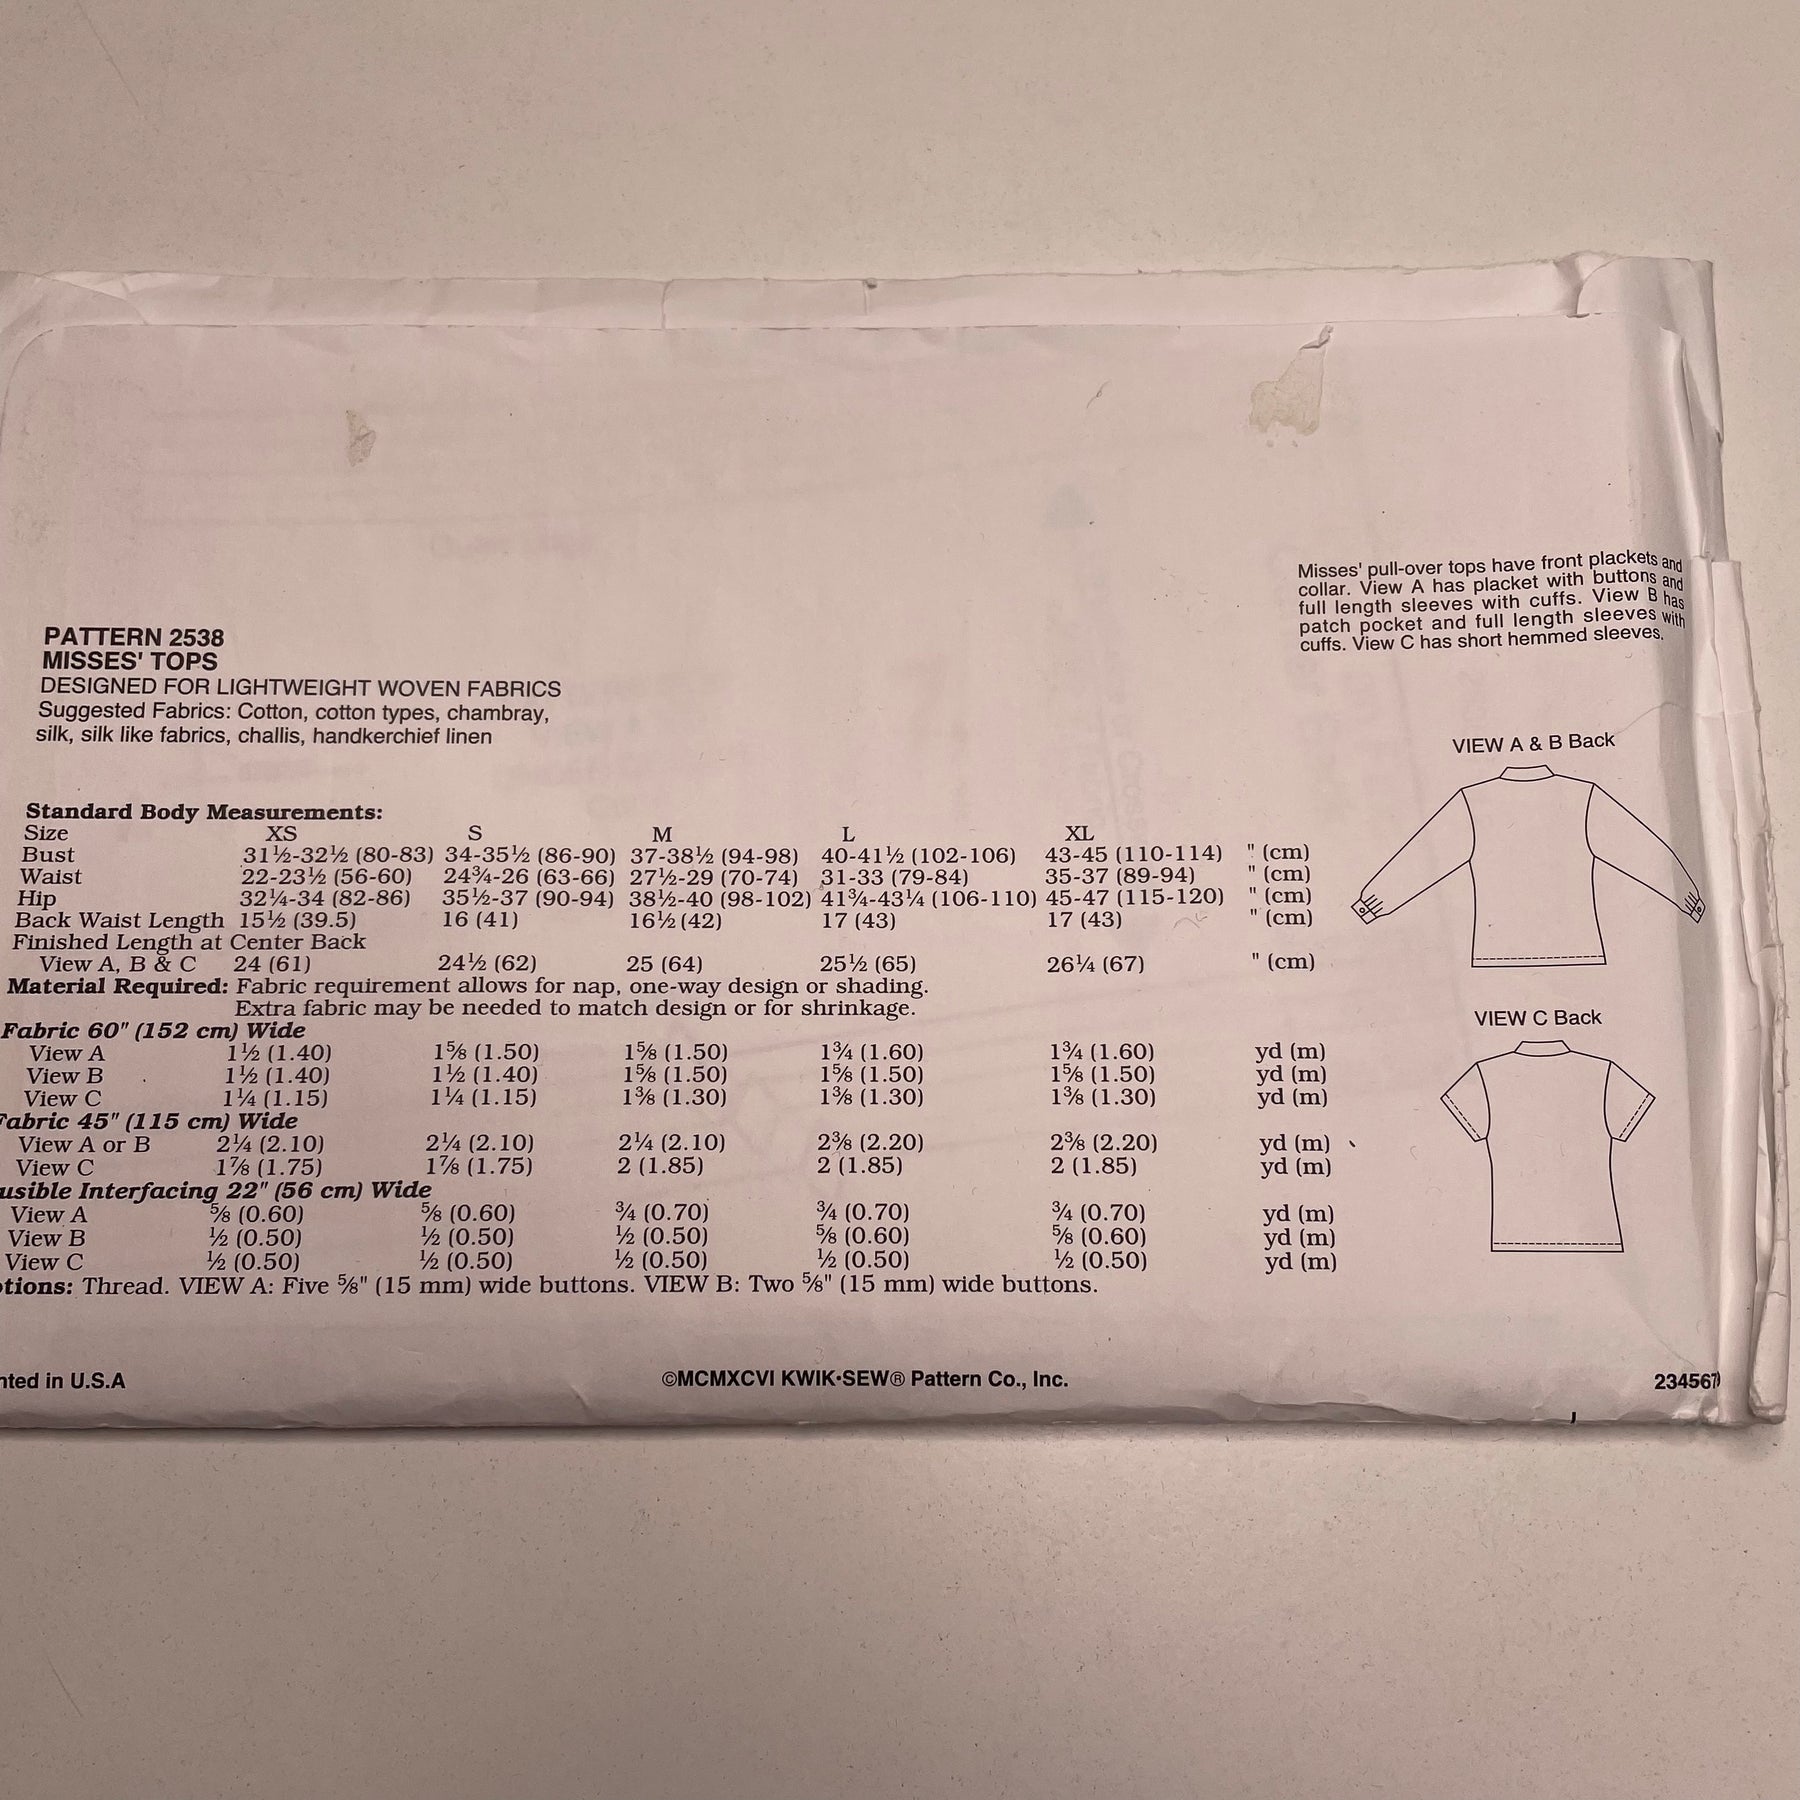 PATTERN 2538
MISSES' TOPS
DESIGNED FOR LIGHTWEIGHT WOVEN FABRICS
Suggested Fabrics: Cotton, cotton types, chambray,
silk, silk like fabrics, challis, handkerchief linen
Misses' pull-over tops have front plackets and
collar. View A has placket with buttons and
full length sleeves with cuffs. View B has
patch pocket and full length sleeves with
cuffs. View C has short hemmed sleeves.
VIEW A & B Back
VIEW C Back
Standard Body Measurements:
Size XS S M L XL
Bust 31½-32½ (80-83) 34-35½ (86-90) 37-38½ (94-98) 40-41½ (102-106) 43-45 (110-114) " (cm)
Waist 22-23½ (56-60) 24¾-26 (63-66) 27½-29 (70-74) 31-33 (79-84) 35-37 (89-94) " (cm)
Hip 32¼-34 (82-86) 35½-37 (90-94) 38½-40 (98-102) 41¾-43¼ (106-110) 45-47 (115-120) " (cm)
Back Waist Length 15½ (39.5) 16 (41) 16½ (42) 17 (43) 17 (43) " (cm)
Finished Length at Center Back
View A, B & C 24 (61) 24½ (62) 25 (64) 25½ (65) 26¼ (67) " (cm)
Material Required: Fabric requirement allows for nap, one-way design or shading.
Extra fabric may be needed to match design or for shrinkage.
Fabric 60" (152 cm) Wide
View A 1½ (1.40) 1⅝ (1.50) 1⅝ (1.50) 1¾ (1.60) 1¾ (1.60) yd (m)
View B 1½ (1.40) 1½ (1.40) 1⅝ (1.50) 1⅝ (1.50) 1⅝ (1.50) yd (m)
View C 1¼ (1.15) 1¼ (1.15) 1⅜ (1.30) 1⅜ (1.30) 1⅜ (1.30) yd (m)
Fabric 45" (115 cm) Wide
View A or B 2¼ (2.10) 2¼ (2.10) 2¼ (2.10) 2⅜ (2.20) 2⅜ (2.20) yd (m)
View C 1⅞ (1.75) 1⅞ (1.75) 2 (1.85) 2 (1.85) 2 (1.85) yd (m)
usible Interfacing 22" (56 cm) Wide
View A ⅝ (0.60) ⅝ (0.60) ¾ (0.70) ¾ (0.70) ¾ (0.70) yd (m)
View B ½ (0.50) ½ (0.50) ½ (0.50) ⅝ (0.60) ⅝ (0.60) yd (m)
View C ½ (0.50) ½ (0.50) ½ (0.50) ½ (0.50) ½ (0.50) yd (m)
otions: Thread. VIEW A: Five ⅝" (15 mm) wide buttons. VIEW B: Two ⅝" (15 mm) wide buttons.
nted in U.S.A
©MCMXCVI KWIK•SEW® Pattern Co., Inc.
234567